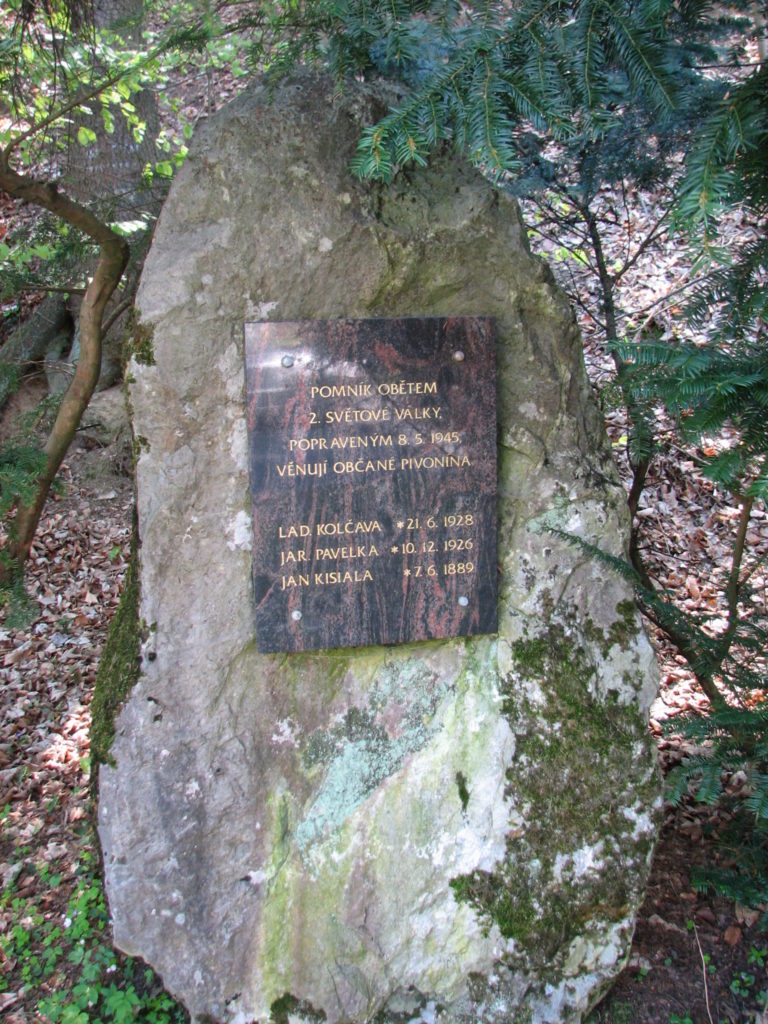 POMNÍK OBĚTEM
2. SVĚTOVÉ VÁLKY,
POPRAVENÝM 8. 5. 1945,
VĚNUJÍ OBČANÉ PIVONÍNA
LAD. KOLČAVA *21. 6. 1928
JAR. PAVELKA *10. 12. 1926
JAN KISIALA *7. 6. 1889